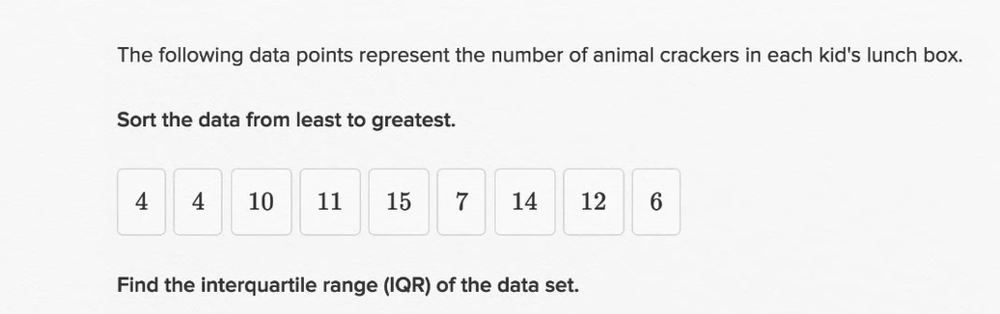 The following data points represent the number of animal crackers in each kid's lunch box.
Sort the data from least to greatest.
4 4 10 11 15 7 14 12 6
Find the interquartile range (IQR) of the data set.